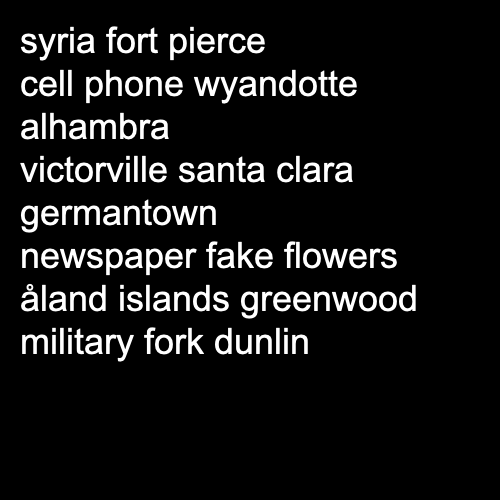 syria fort pierce
cell phone wyandotte
alhambra
victorville santa clara
germantown
newspaper fake flowers
åland islands greenwood
military fork dunlin